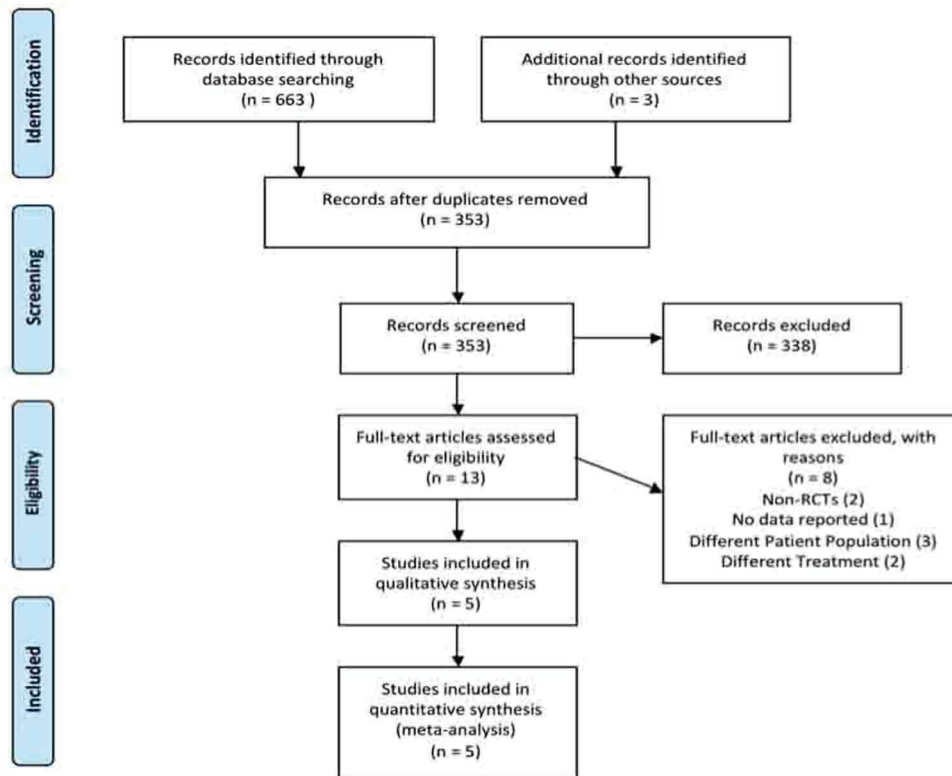 Identification
Records identified through
database searching
(n = 663 )
Additional records identified
through other sources
(n = 3)
Records after duplicates removed
(n = 353)
Screening
Records screened
(n = 353)
Records excluded
(n = 338)
Eligibility
Full-text articles assessed
for eligibility
(n = 13)
Full-text articles excluded, with
reasons
(n = 8)
Non-RCTs (2)
No data reported (1)
Different Patient Population (3)
Different Treatment (2)
Studies included in
qualitative synthesis
(n = 5)
Included
Studies included in
quantitative synthesis
(meta-analysis)
(n = 5)